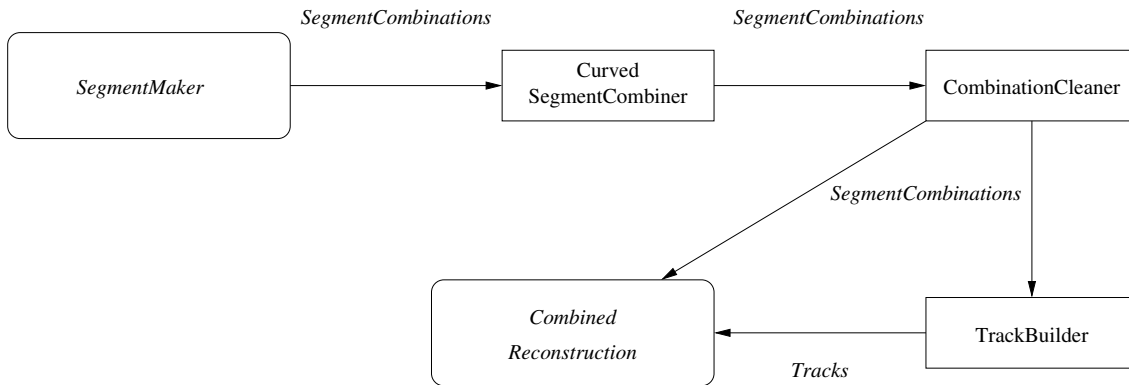 SegmentCombinations
SegmentCombinations
SegmentMaker
Curved
SegmentCombiner
CombinationCleaner
SegmentCombinations
Combined
Reconstruction
TrackBuilder
Tracks